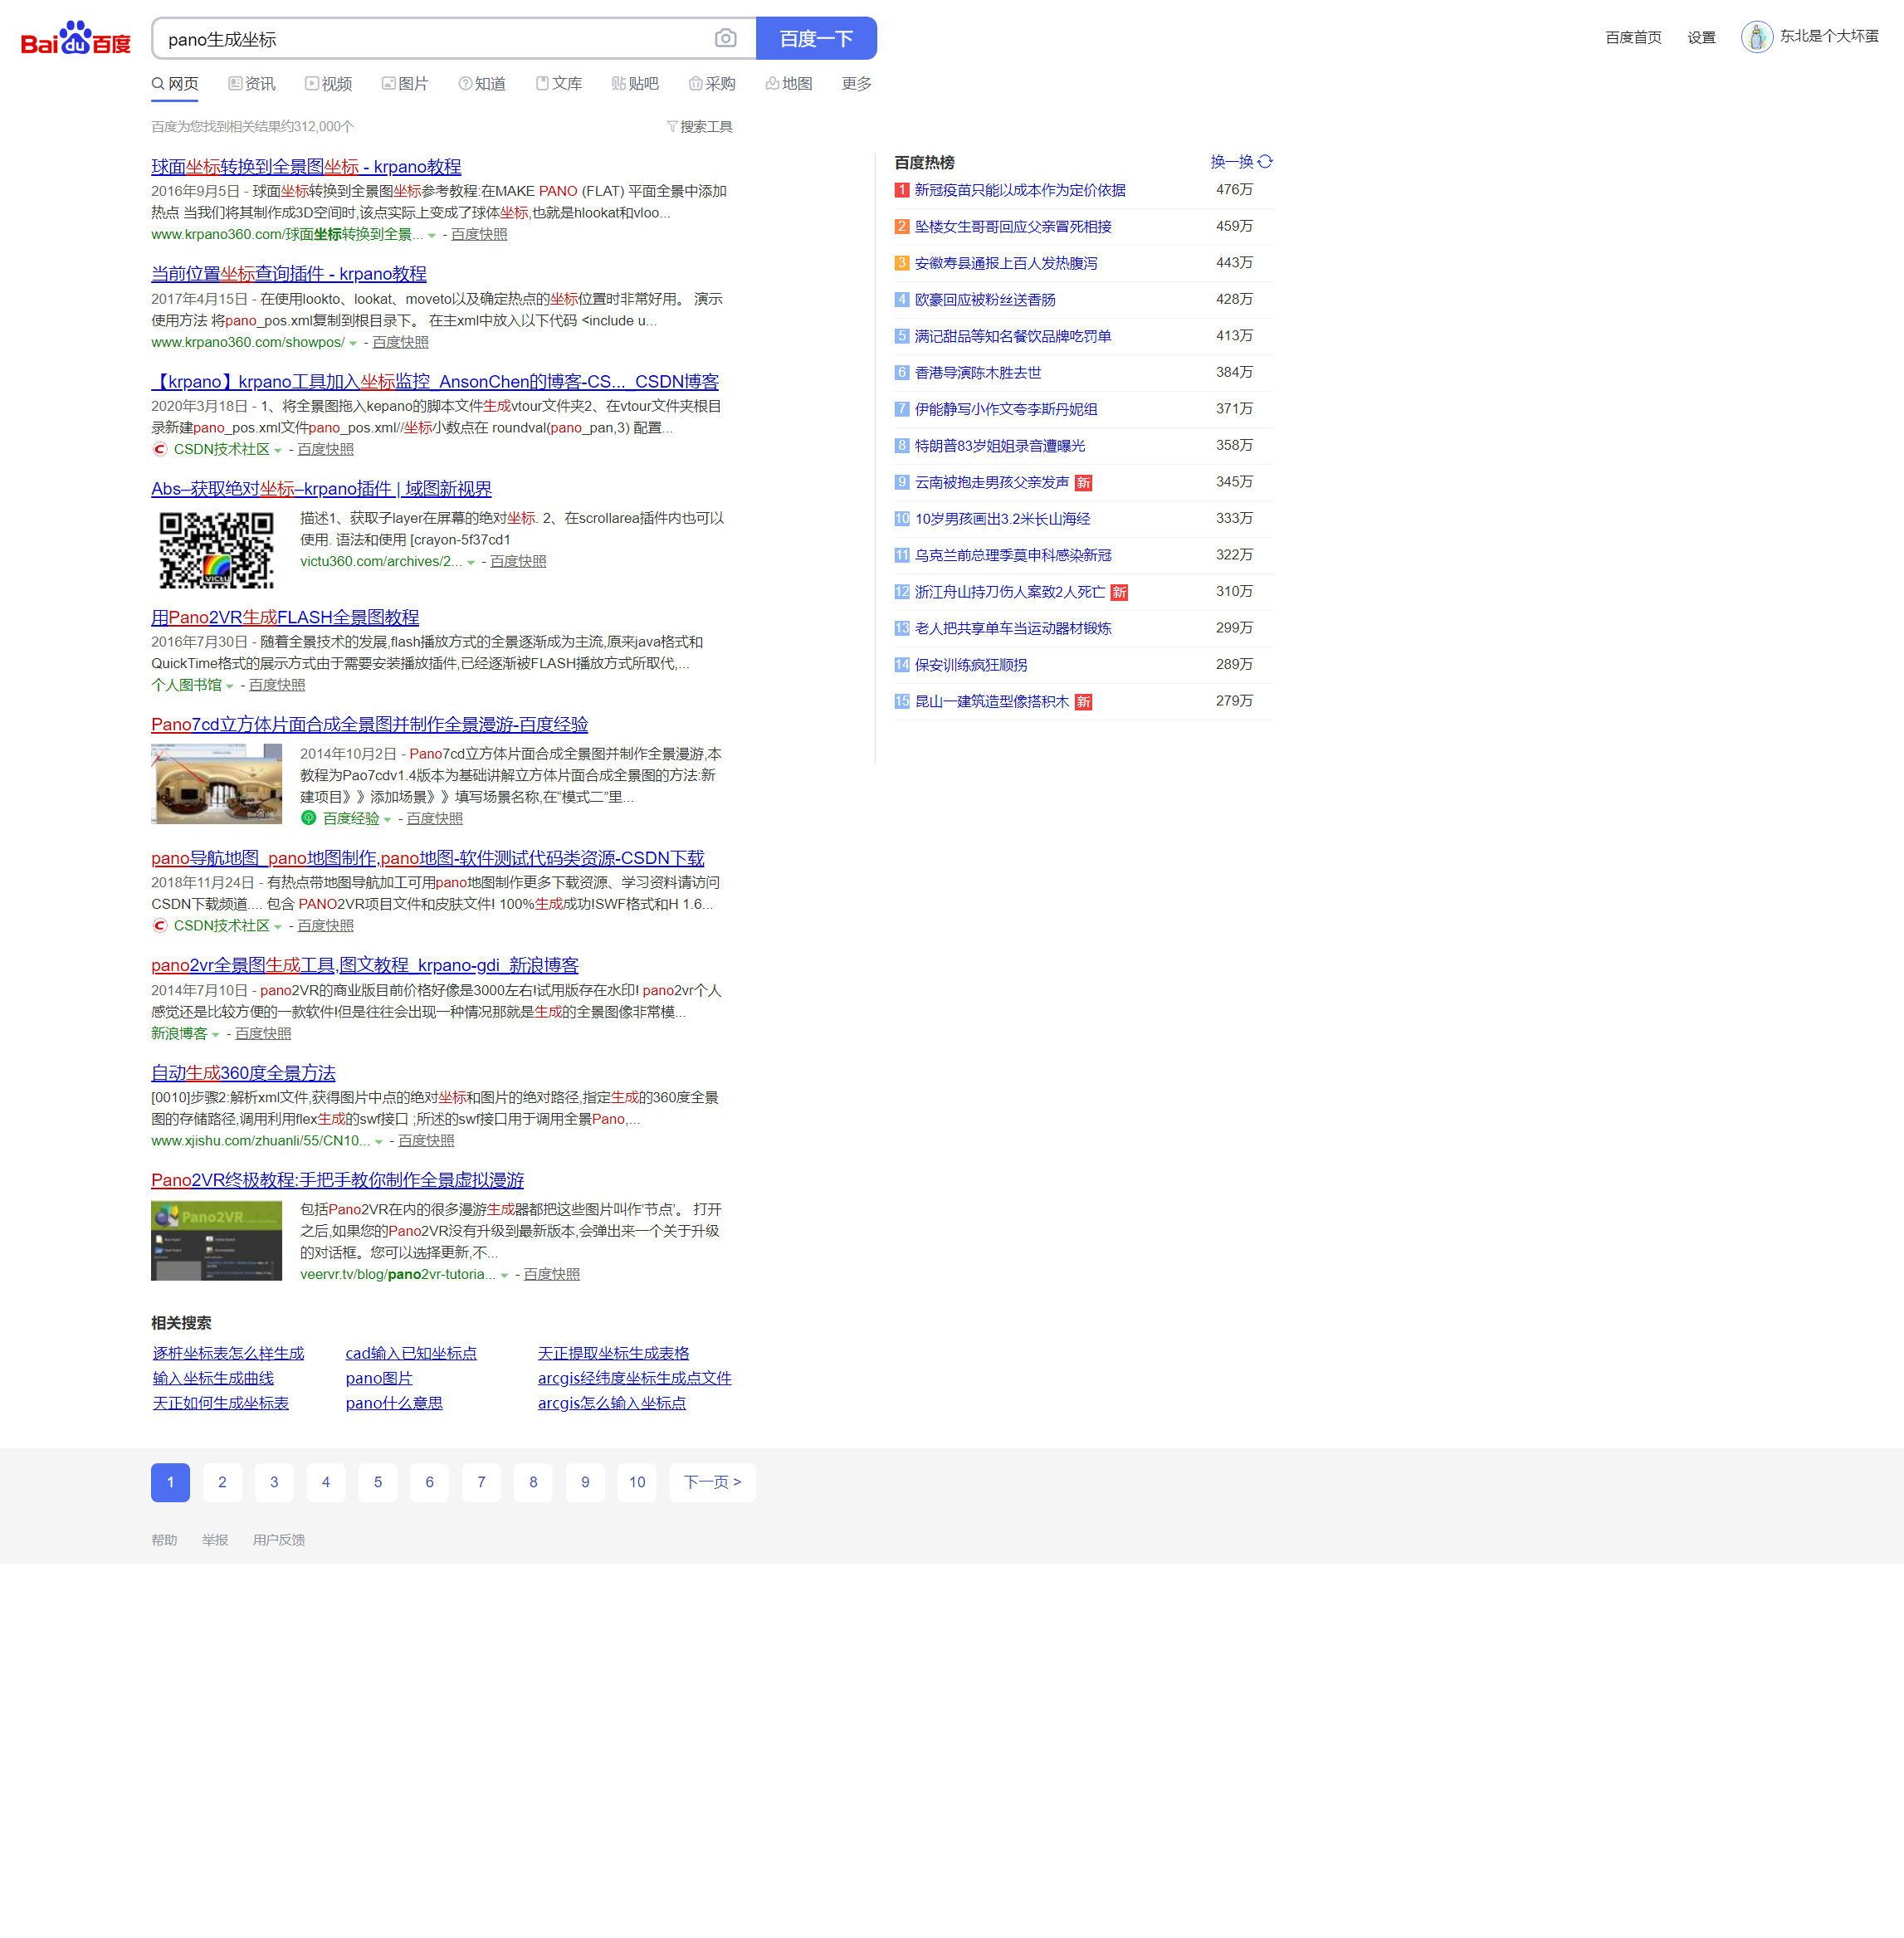 Bai du 百度
pano生成坐标
百度一下
百度首页 设置 东北是个大坏蛋
网页 资讯 视频 图片 知道 文库 贴吧 采购 地图 更多
百度为您找到相关结果约312,000个 搜索工具
球面坐标转换到全景图坐标 - krpano教程
2016年9月5日 - 球面坐标转换到全景图坐标参考教程:在MAKE PANO (FLAT) 平面全景中添加
热点 当我们将其制作成3D空间时,该点实际上变成了球体坐标,也就是hlookat和vloo...
www.krpano360.com/球面坐标转换到全景... - 百度快照
当前位置坐标查询插件 - krpano教程
2017年4月15日 - 在使用lookto、lookat、moveto以及确定热点的坐标位置时非常好用。 演示
使用方法 将pano_pos.xml复制到根目录下。 在主xml中放入以下代码 <include u...
www.krpano360.com/showpos/ - 百度快照
【krpano】krpano工具加入坐标监控_AnsonChen的博客-CS..._CSDN博客
2020年3月18日 - 1、将全景图拖入kepano的脚本文件生成vtour文件夹2、在vtour文件夹根目
录新建pano_pos.xml文件pano_pos.xml//坐标小数点在 roundval(pano_pan,3) 配置...
CSDN技术社区 - 百度快照
Abs–获取绝对坐标–krpano插件 | 域图新视界
描述1、获取子layer在屏幕的绝对坐标. 2、在scrollarea插件内也可以
使用. 语法和使用 [crayon-5f37cd1
victu360.com/archives/2... - 百度快照
用Pano2VR生成FLASH全景图教程
2016年7月30日 - 随着全景技术的发展,flash播放方式的全景逐渐成为主流,原来java格式和
QuickTime格式的展示方式由于需要安装播放插件,已经逐渐被FLASH播放方式所取代,...
个人图书馆 - 百度快照
Pano7cd立方体片面合成全景图并制作全景漫游-百度经验
2014年10月2日 - Pano7cd立方体片面合成全景图并制作全景漫游,本
教程为Pao7cdv1.4版本为基础讲解立方体片面合成全景图的方法:新
建项目》》添加场景》》填写场景名称,在“模式二”里...
百度经验 - 百度快照
pano导航地图_pano地图制作,pano地图-软件测试代码类资源-CSDN下载
2018年11月24日 - 有热点带地图导航加工可用pano地图制作更多下载资源、学习资料请访问
CSDN下载频道.... 包含 PANO2VR项目文件和皮肤文件! 100%生成成功!SWF格式和H 1.6...
CSDN技术社区 - 百度快照
pano2vr全景图生成工具,图文教程_krpano-gdi_新浪博客
2014年7月10日 - pano2VR的商业版目前价格好像是3000左右!试用版存在水印! pano2vr个人
感觉还是比较方便的一款软件!但是往往会出现一种情况那就是生成的全景图像非常模...
新浪博客 - 百度快照
自动生成360度全景方法
[0010]步骤2:解析xml文件,获得图片中点的绝对坐标和图片的绝对路径,指定生成的360度全景
图的存储路径,调用利用flex生成的swf接口 ;所述的swf接口用于调用全景Pano,...
www.xjishu.com/zhuanli/55/CN10... - 百度快照
Pano2VR终极教程:手把手教你制作全景虚拟漫游
Pano2VR
包括Pano2VR在内的很多漫游生成器都把这些图片叫作‘节点’。 打开
之后,如果您的Pano2VR没有升级到最新版本,会弹出来一个关于升级
的对话框。您可以选择更新,不...
veervr.tv/blog/pano2vr-tutoria... - 百度快照
百度热榜 换一换
1 新冠疫苗只能以成本作为定价依据 476万
2 坠楼女生哥哥回应父亲冒死相接 459万
3 安徽寿县通报上百人发热腹泻 443万
4 欧豪回应被粉丝送香肠 428万
5 满记甜品等知名餐饮品牌吃罚单 413万
6 香港导演陈木胜去世 384万
7 伊能静写小作文夸李斯丹妮组 371万
8 特朗普83岁姐姐录音遭曝光 358万
9 云南被抱走男孩父亲发声 新 345万
10 10岁男孩画出3.2米长山海经 333万
11 乌克兰前总理季莫申科感染新冠 322万
12 浙江舟山持刀伤人案致2人死亡 新 310万
13 老人把共享单车当运动器材锻炼 299万
14 保安训练疯狂顺拐 289万
15 昆山一建筑造型像搭积木 新 279万
相关搜索
逐桩坐标表怎么样生成 cad输入已知坐标点 天正提取坐标生成表格
输入坐标生成曲线 pano图片 arcgis经纬度坐标生成点文件
天正如何生成坐标表 pano什么意思 arcgis怎么输入坐标点
1 2 3 4 5 6 7 8 9 10 下一页 >
帮助 举报 用户反馈